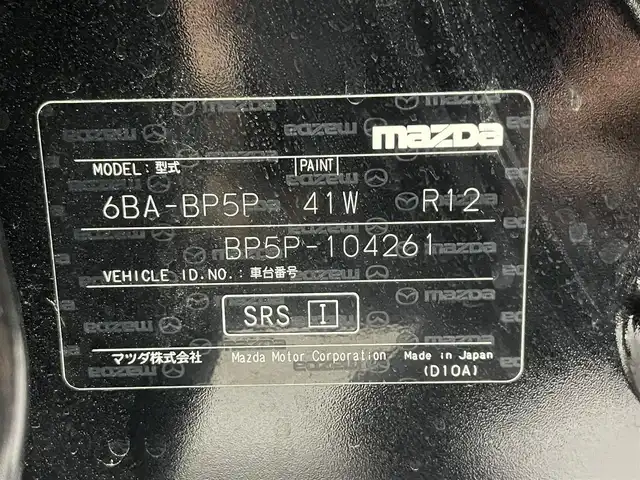 mazda
MODEL: 型式 PAINT
6BA-BP5P 41W R12
BP5P-104261
VEHICLE ID.NO.: 車台番号
SRS I
マツダ株式会社 Mazda Motor Corporation Made in Japan
(D10A)